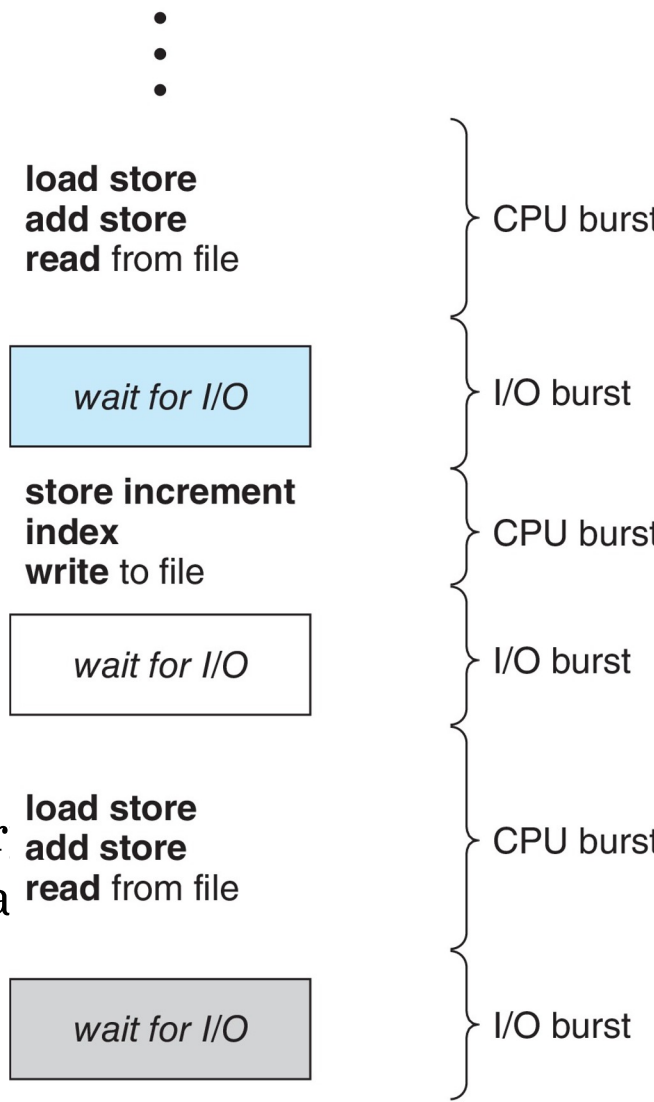 load store
add store
read from file
CPU burst
wait for I/O
I/O burst
store increment
index
write to file
CPU burst
wait for I/O
I/O burst
load store
add store
read from file
CPU burst
wait for I/O
I/O burst